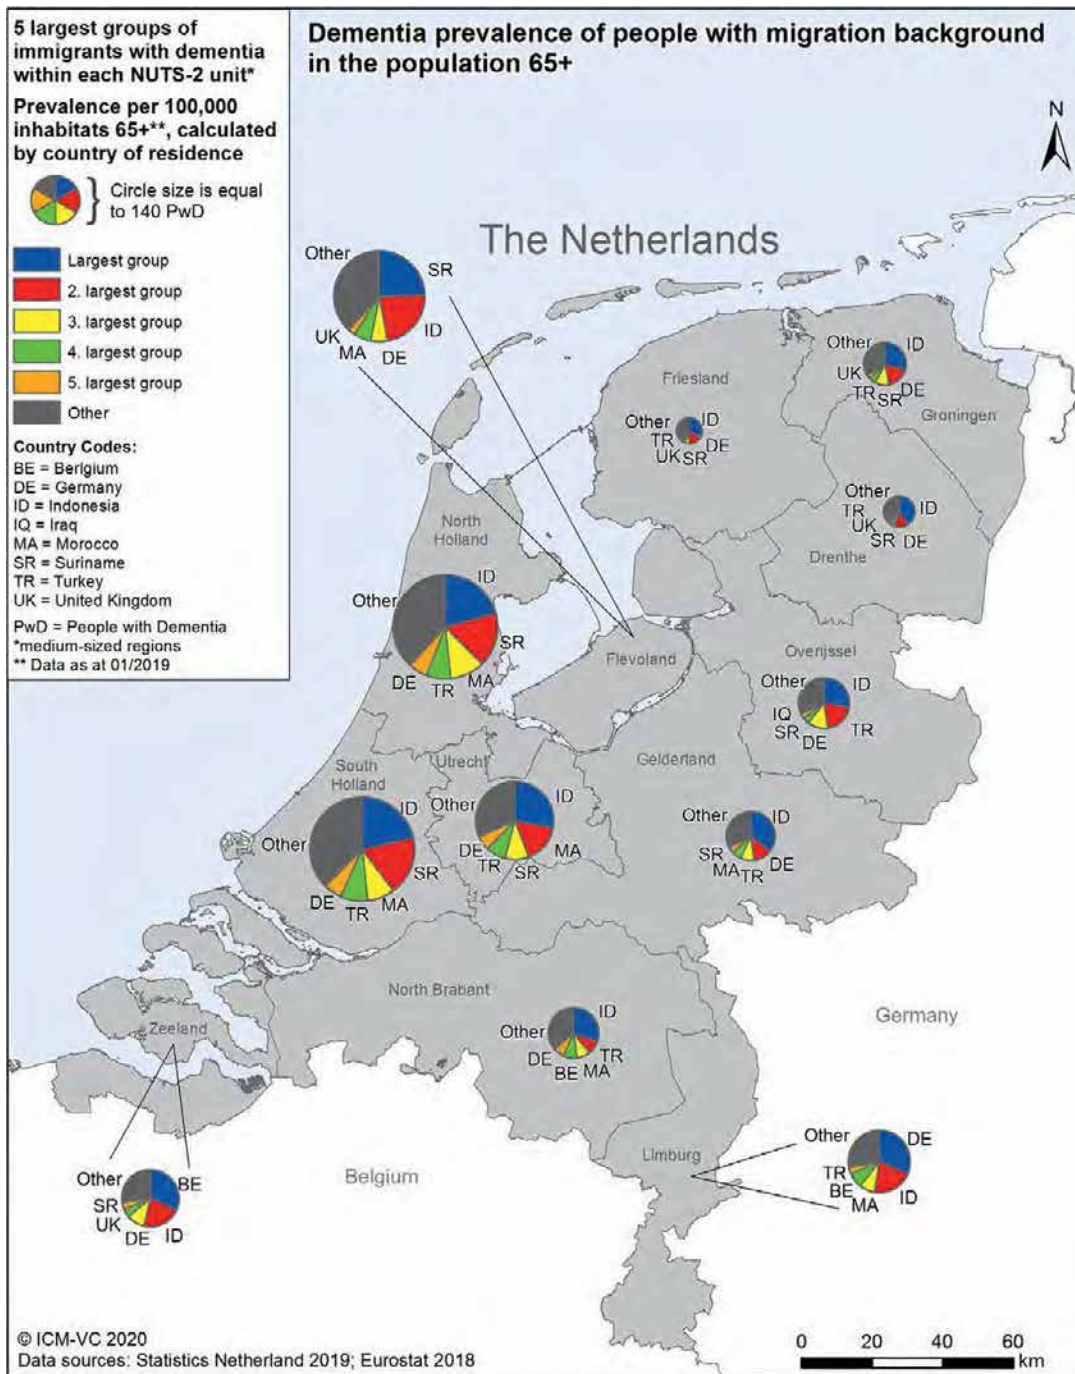 5 largest groups of
immigrants with dementia
within each NUTS-2 unit*
Prevalence per 100,000
inhabitats 65+**, calculated
by country of residence
Circle size is equal
to 140 PwD
Largest group
2. largest group
3. largest group
4. largest group
5. largest group
Other
Country Codes:
BE = Berlgium
DE = Germany
ID = Indonesia
IQ = Iraq
MA = Morocco
SR = Suriname
TR = Turkey
UK = United Kingdom
PwD = People with Dementia
*medium-sized regions
** Data as at 01/2019
Dementia prevalence of people with migration background
in the population 65+
N
The Netherlands
Other
SR
ID
DE
MA
UK
Friesland
Other
ID
DE
SR
UK
TR
Groningen
Other
ID
DE
SR
TR
UK
Drenthe
Other
ID
DE
SR
UK
TR
North
Holland
Other
ID
SR
MA
TR
DE
Flevoland
Overijssel
Other
ID
TR
DE
SR
IQ
South
Holland
Other
ID
SR
MA
TR
DE
Utrecht
Other
ID
MA
SR
TR
DE
Gelderland
Other
ID
DE
TR
MA
SR
North Brabant
Other
ID
TR
MA
BE
DE
Zeeland
Other
BE
ID
DE
UK
SR
Limburg
Other
DE
ID
MA
BE
TR
Germany
Belgium
© ICM-VC 2020
Data sources: Statistics Netherland 2019; Eurostat 2018
0 20 40 60
km